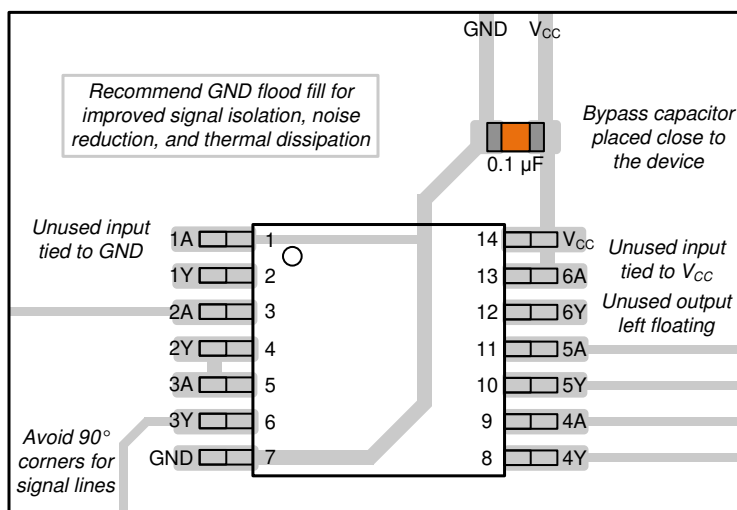 GND VCC
Recommend GND flood fill for
improved signal isolation, noise
reduction, and thermal dissipation
Bypass capacitor
placed close to
the device
0.1 µF
Unused input
tied to GND
1A 1 14 VCC
1Y 2 13 6A
Unused input
tied to VCC
2A 3 12 6Y
Unused output
left floating
2Y 4 11 5A
3A 5 10 5Y
3Y 6 9 4A
GND 7 8 4Y
Avoid 90°
corners for
signal lines